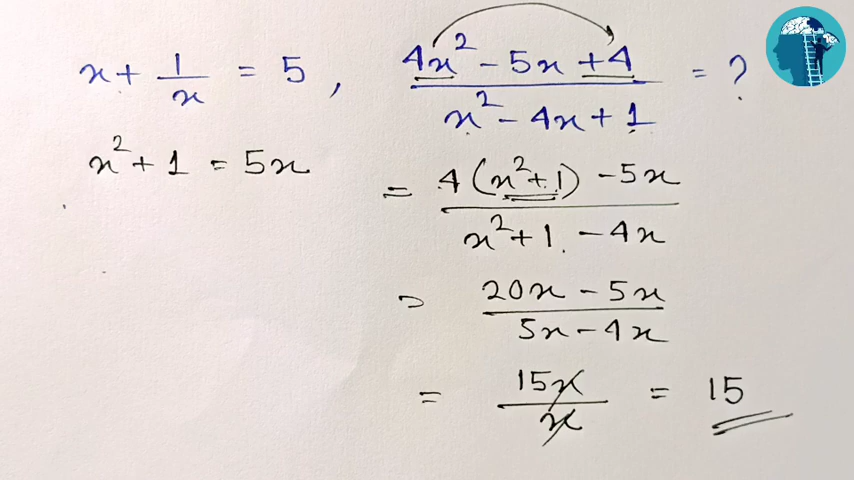 x + 1/x = 5 , (4x² - 5x + 4)/(x² - 4x + 1) = ?
x² + 1 = 5x
= (4(x² + 1) - 5x)/(x² + 1 - 4x)
= (20x - 5x)/(5x - 4x)
= 15x/x = 15